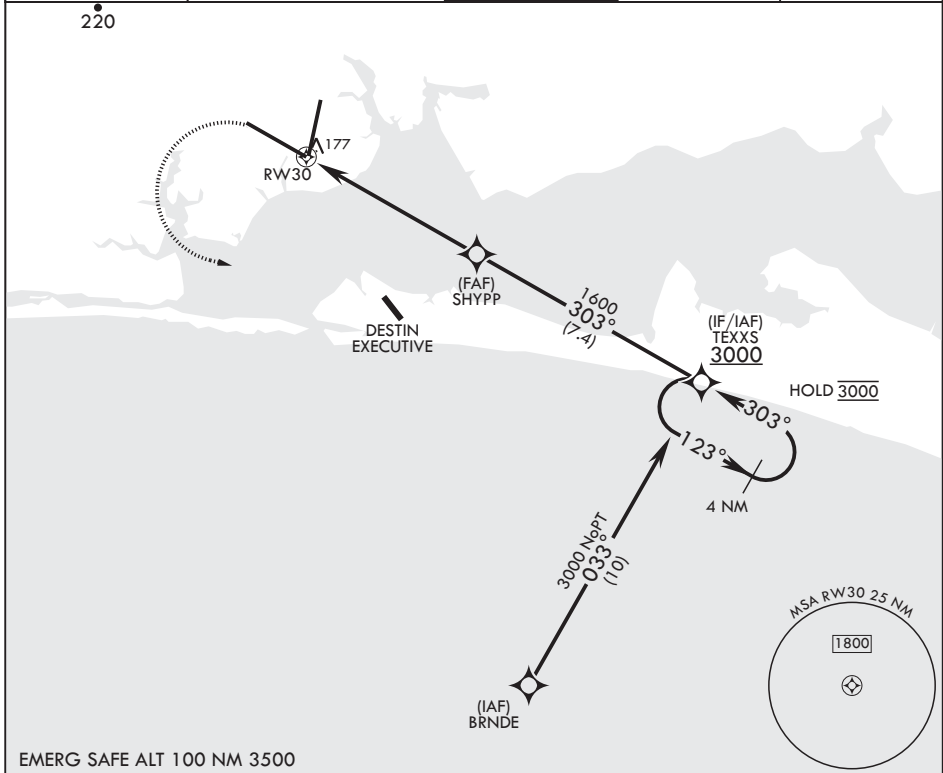 220
177
RW30
(FAF)
SHYPP
1600
303°
(7.4)
DESTIN
EXECUTIVE
(IF/IAF)
TEXXS
3000
HOLD 3000
303°
123°
4 NM
3000 NoPT
033°
(10)
(IAF)
BRNDE
MSA RW30 25 NM
1800
EMERG SAFE ALT 100 NM 3500